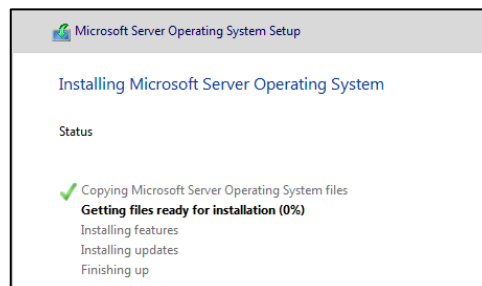 Microsoft Server Operating System Setup
Installing Microsoft Server Operating System
Status
Copying Microsoft Server Operating System files
Getting files ready for installation (0%)
Installing features
Installing updates
Finishing up